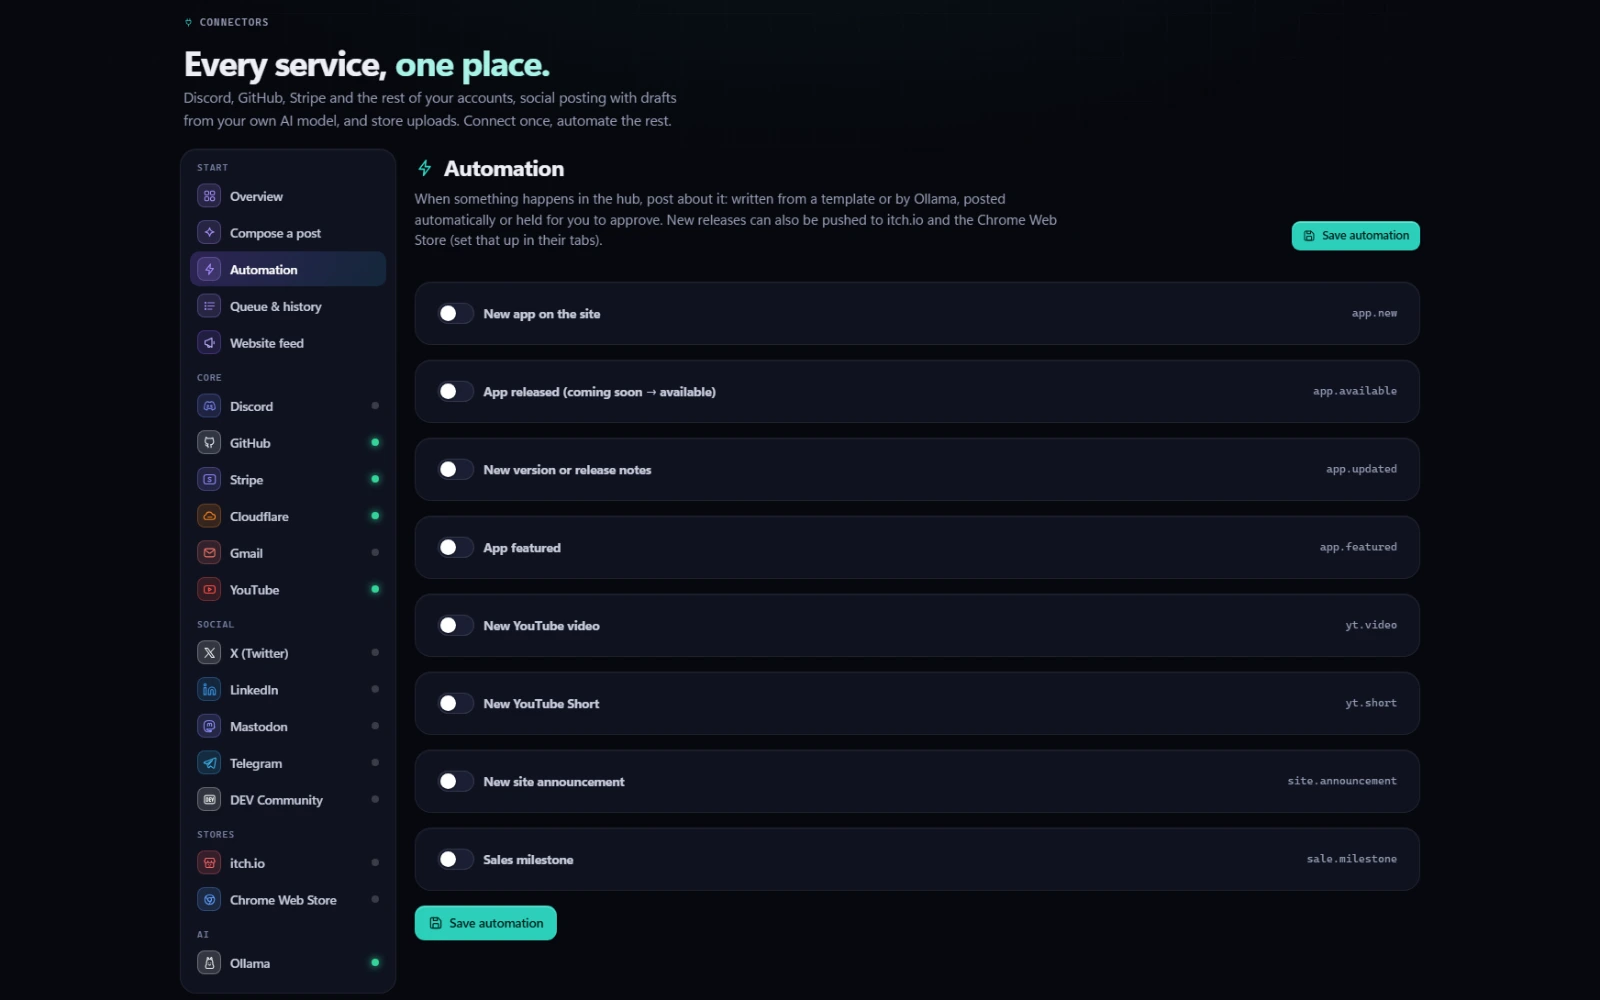 CONNECTORS
Every service, one place.
Discord, GitHub, Stripe and the rest of your accounts, social posting with drafts
from your own AI model, and store uploads. Connect once, automate the rest.
START
Overview
Compose a post
Automation
Queue & history
Website feed
CORE
Discord
GitHub
Stripe
Cloudflare
Gmail
YouTube
SOCIAL
X (Twitter)
LinkedIn
Mastodon
Telegram
DEV Community
STORES
itch.io
Chrome Web Store
AI
Ollama
Automation
When something happens in the hub, post about it: written from a template or by Ollama, posted
automatically or held for you to approve. New releases can also be pushed to itch.io and the Chrome Web
Store (set that up in their tabs).
Save automation
New app on the site
app.new
App released (coming soon → available)
app.available
New version or release notes
app.updated
App featured
app.featured
New YouTube video
yt.video
New YouTube Short
yt.short
New site announcement
site.announcement
Sales milestone
sale.milestone
Save automation